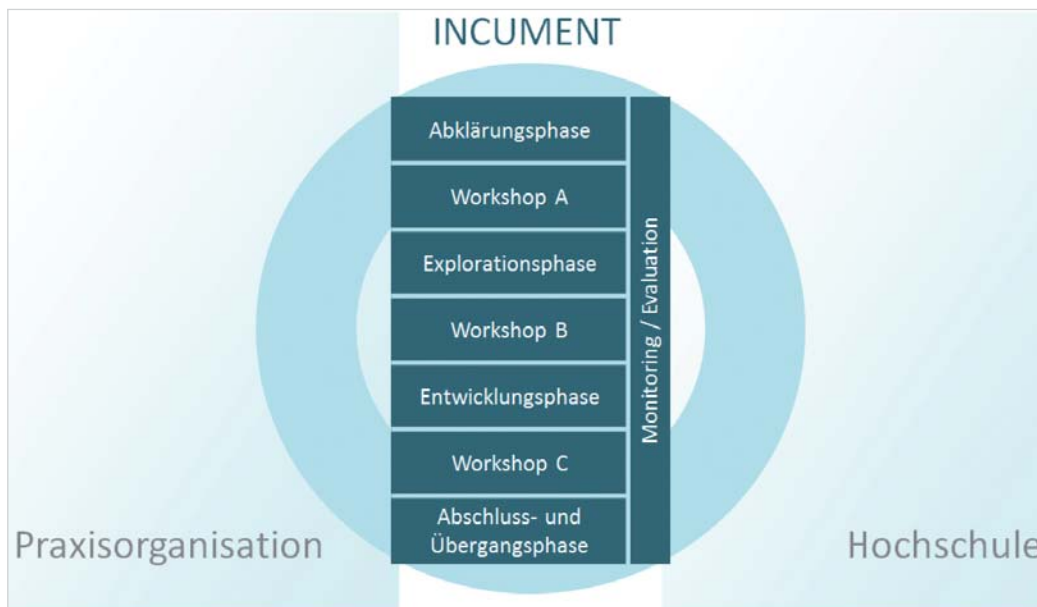 INCUMENT
Abklärungsphase
Workshop A
Explorationsphase
Workshop B
Entwicklungsphase
Workshop C
Abschluss- und
Übergangsphase
Monitoring / Evaluation
Praxisorganisation
Hochschule